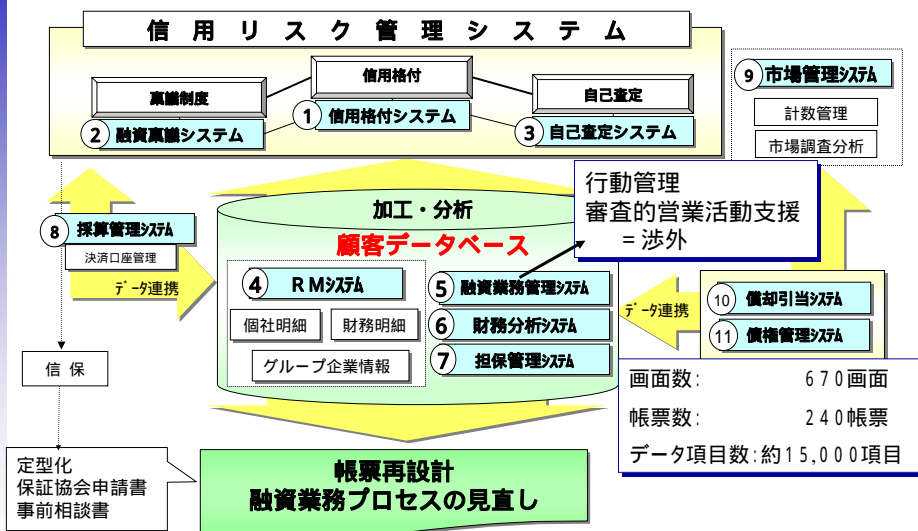 信用リスク管理システム
稟議制度
信用格付
自己査定
2 融資稟議システム
1 信用格付システム
3 自己査定システム
9 市場管理システム
計数管理
市場調査分析
8 採算管理システム
決済口座管理
データ連携
加工・分析
顧客データベース
行動管理
審査的営業活動支援
=渉外
4 RMシステム
個社明細
財務明細
グループ企業情報
5 融資業務管理システム
6 財務分析システム
7 担保管理システム
データ連携
10 償却引当システム
11 債権管理システム
画面数: 670画面
帳票数: 240帳票
データ項目数:約15,000項目
信保
定型化
保証協会申請書
事前相談書
帳票再設計
融資業務プロセスの見直し